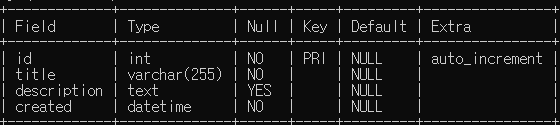 | Field | Type | Null | Key | Default | Extra |
| id | int | NO | PRI | NULL | auto_increment |
| title | varchar(255) | NO | | NULL | |
| description | text | YES | | NULL | |
| created | datetime | NO | | NULL | |